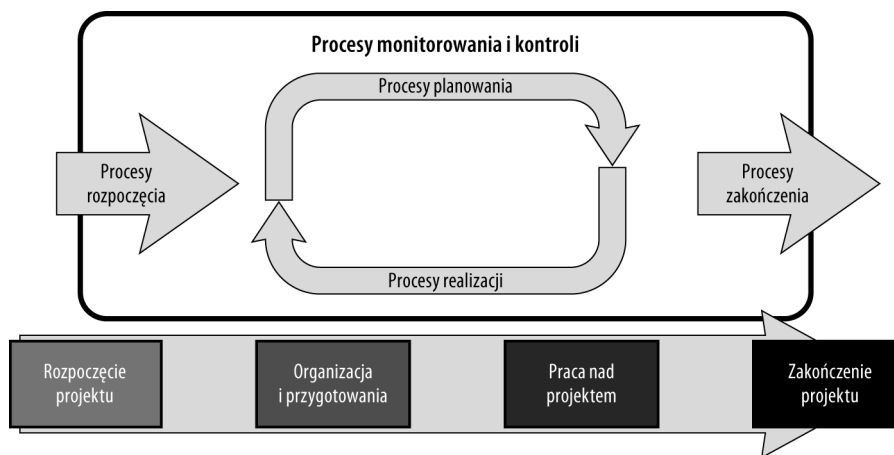 Procesy monitorowania i kontroli
Procesy planowania
Procesy
rozpoczęcia
Procesy
zakończenia
Procesy realizacji
Rozpoczęcie
projektu
Organizacja
i przygotowania
Praca nad
projektem
Zakończenie
projektu